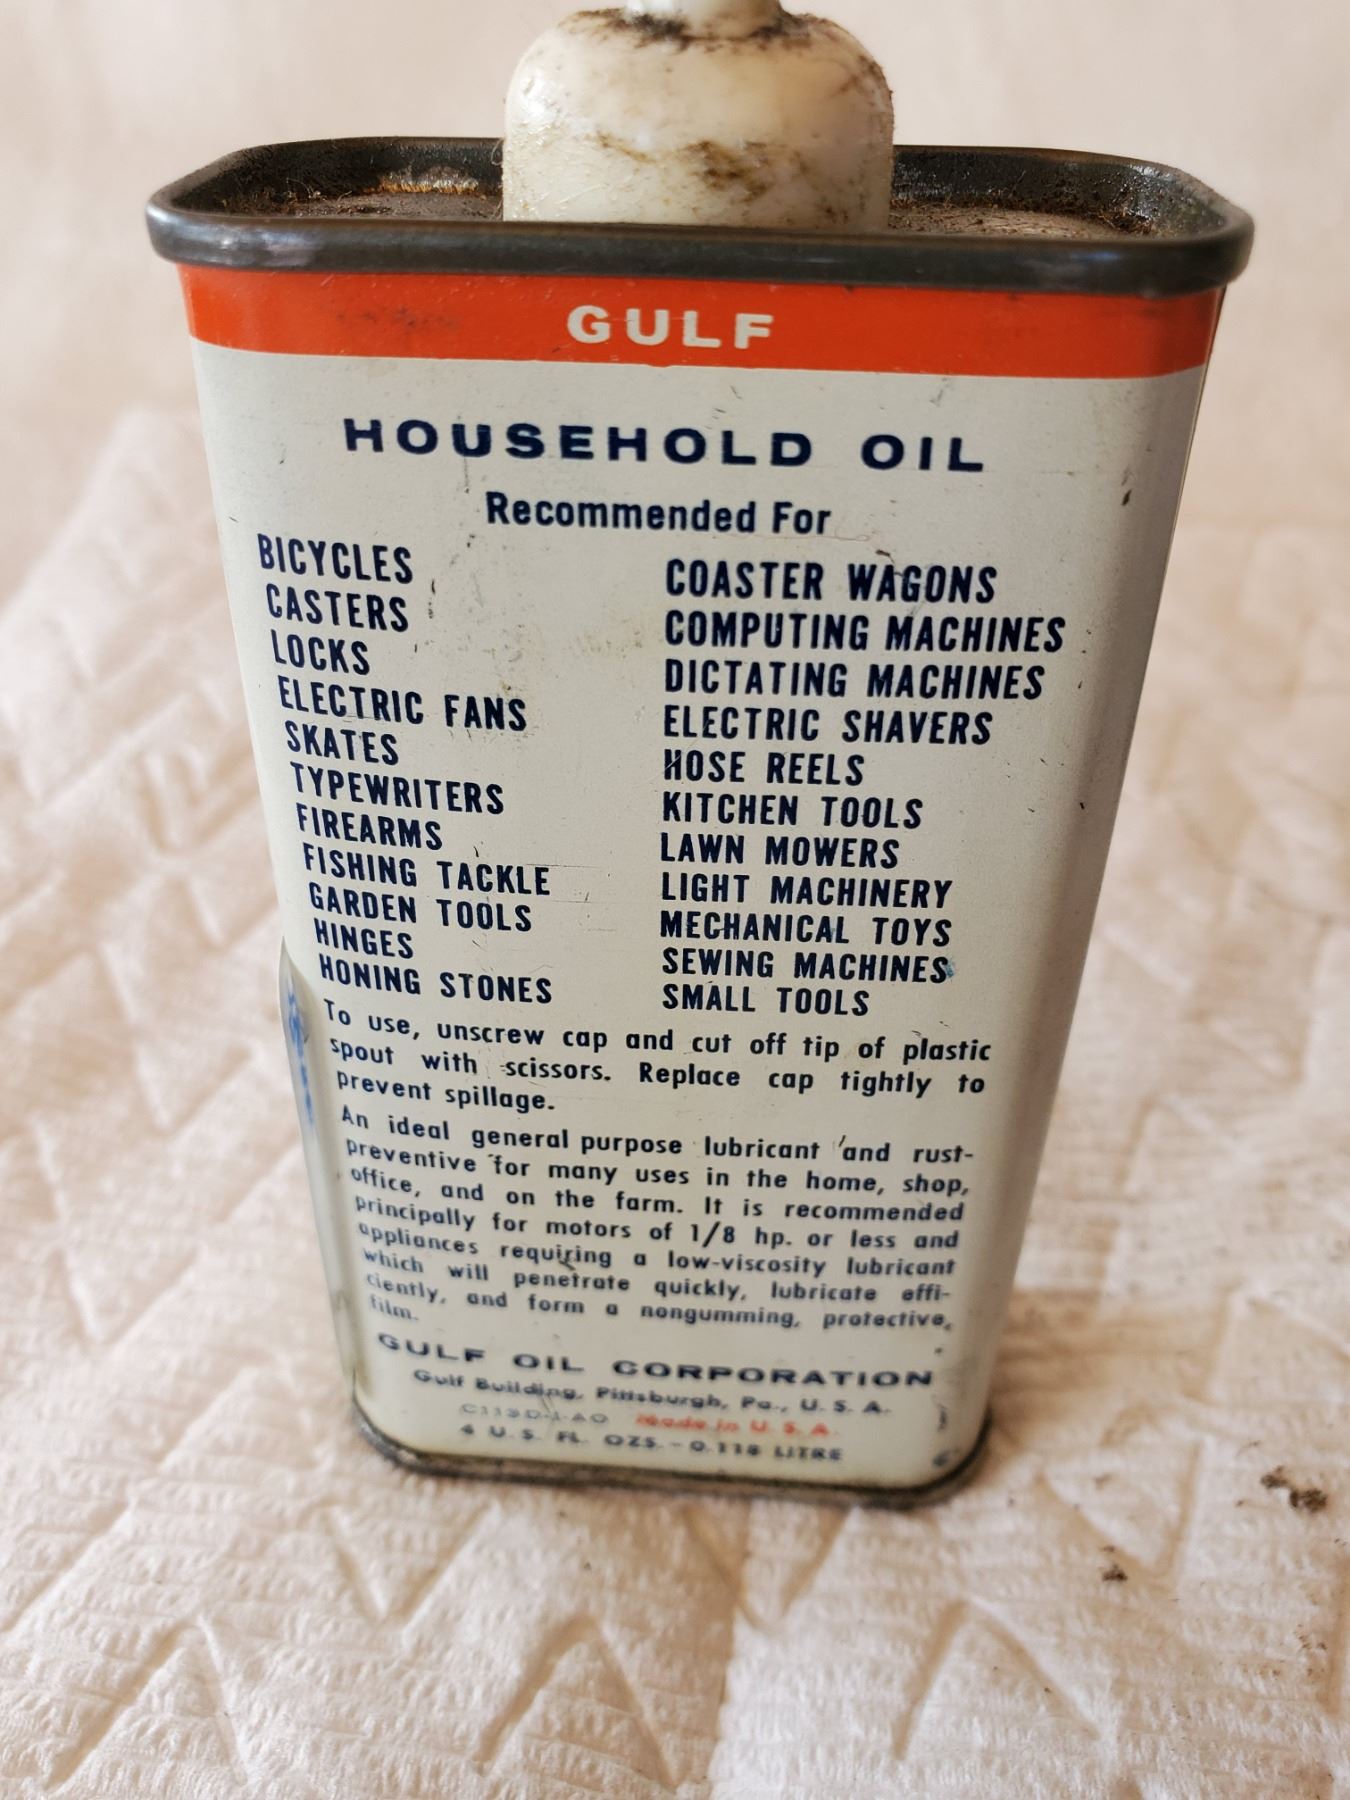 GULF
HOUSEHOLD OIL
Recommended For
BICYCLES
CASTERS
LOCKS
ELECTRIC FANS
SKATES
TYPEWRITERS
FIREARMS
FISHING TACKLE
GARDEN TOOLS
HINGES
HONING STONES
COASTER WAGONS
COMPUTING MACHINES
DICTATING MACHINES
ELECTRIC SHAVERS
HOSE REELS
KITCHEN TOOLS
LAWN MOWERS
LIGHT MACHINERY
MECHANICAL TOYS
SEWING MACHINES
SMALL TOOLS
To use, unscrew cap and cut off tip of plastic
spout with scissors. Replace cap tightly to
prevent spillage.
An ideal general purpose lubricant and rust-
preventive for many uses in the home, shop,
office, and on the farm. It is recommended
principally for motors of 1/8 hp. or less and
appliances requiring a low-viscosity lubricant
which will penetrate quickly, lubricate effi-
ciently, and form a nongumming, protective,
film.
GULF OIL CORPORATION
Gulf Building, Pittsburgh, Pa., U. S. A.
Made in U. S. A.
4 U. S. FL. OZS. - 0.118 LITRE